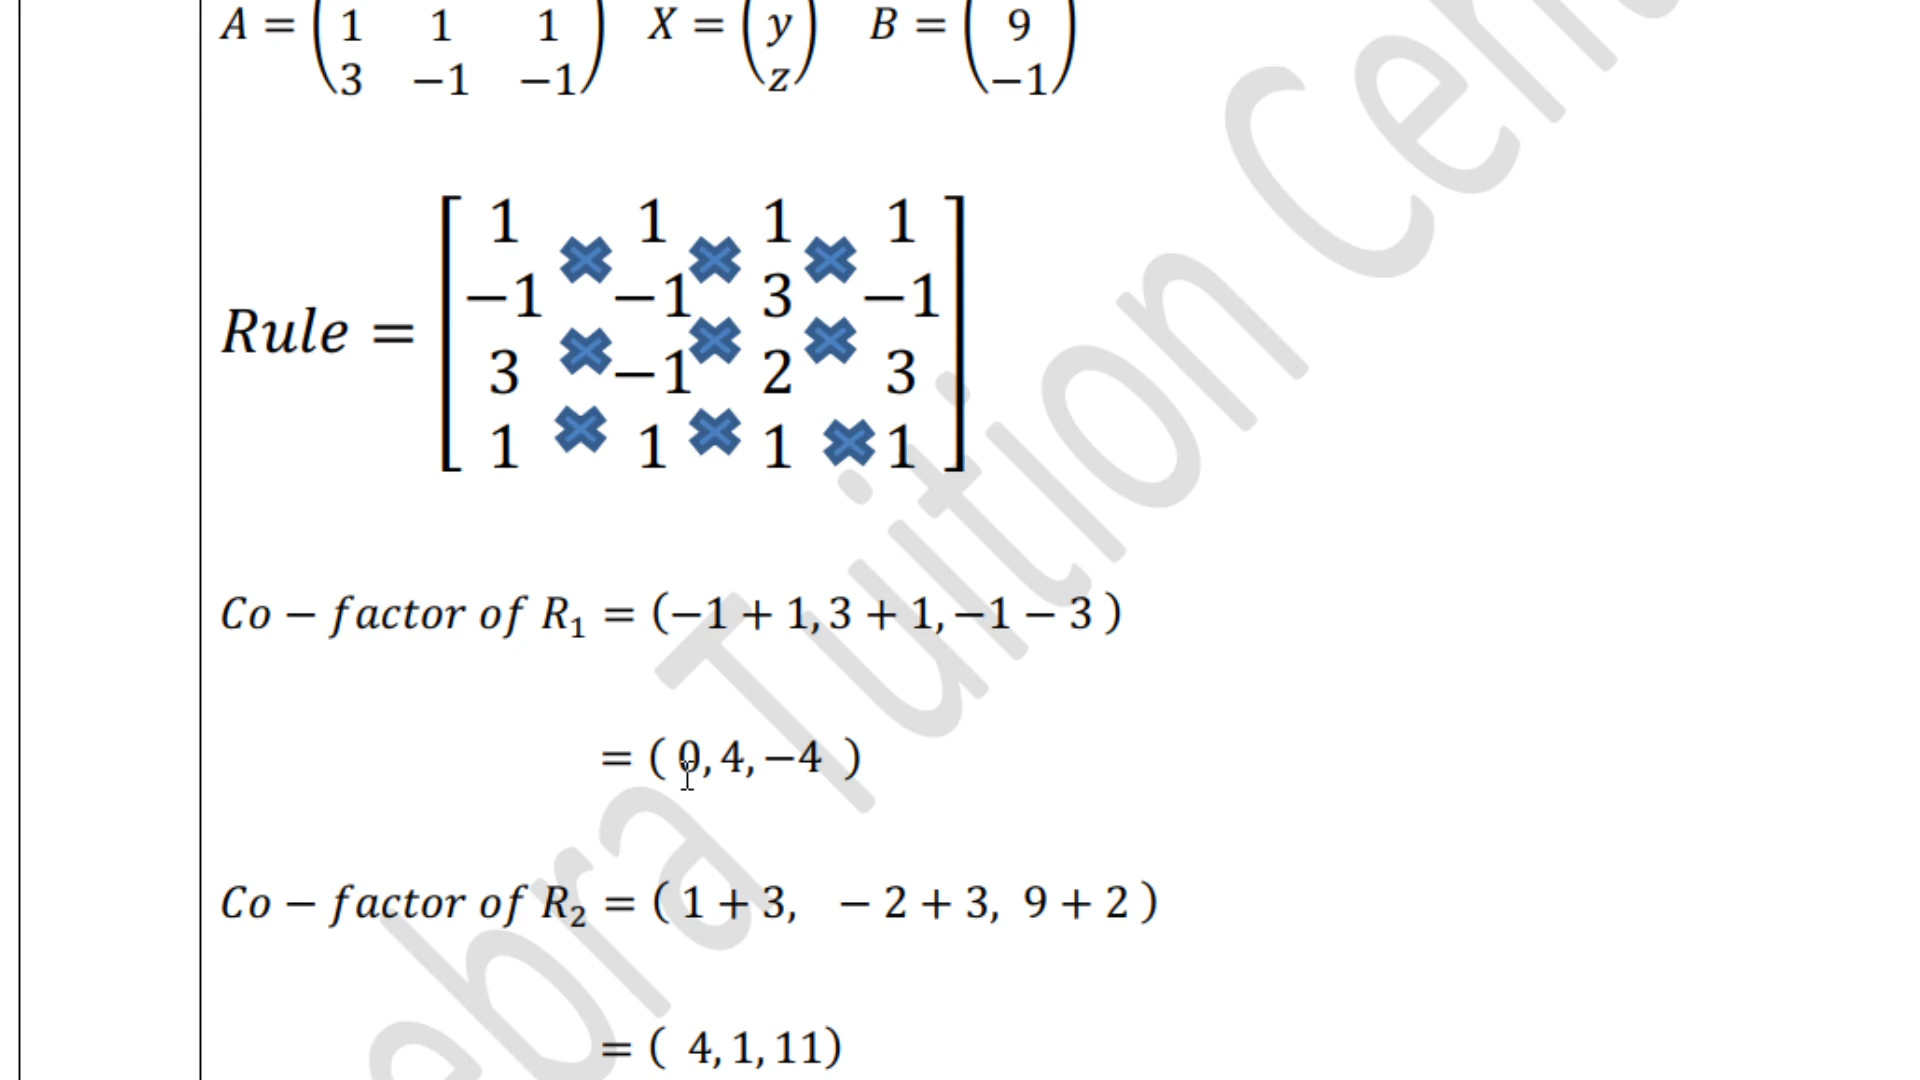 A = ( 1 1 1 X = ( y B = ( 9
3 −1 −1 ) z ) −1 )
1 1 1 1
−1 −1 3 −1
Rule =
3 −1 2 3
1 1 1 1
Co − factor of R₁ = (−1 + 1, 3 + 1, −1 − 3 )
= ( 0, 4, −4 )
Co − factor of R₂ = ( 1 + 3, − 2 + 3, 9 + 2 )
= ( 4, 1, 11)
ebra Tuition Cent